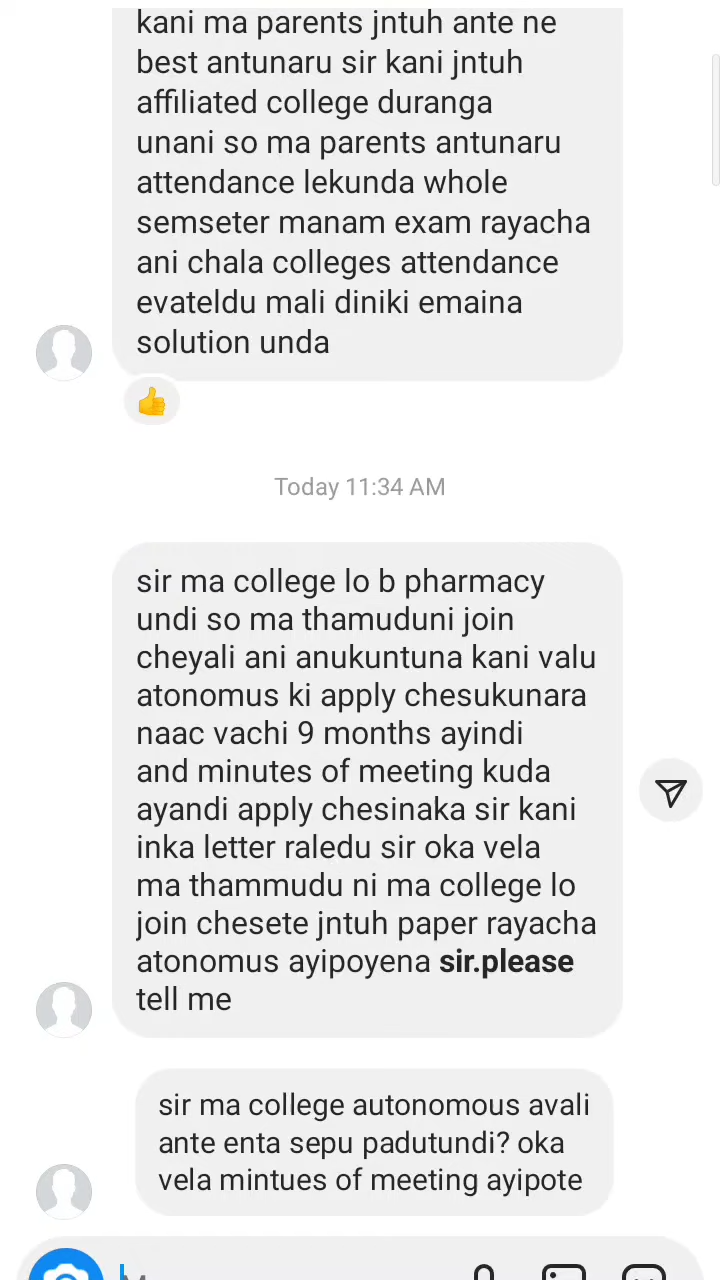 kani ma parents jntuh ante ne
best antunaru sir kani jntuh
affiliated college duranga
unani so ma parents antunaru
attendance lekunda whole
semseter manam exam rayacha
ani chala colleges attendance
evateldu mali diniki emaina
solution unda
Today 11:34 AM
sir ma college lo b pharmacy
undi so ma thamuduni join
cheyali ani anukuntuna kani valu
atonomus ki apply chesukunara
naac vachi 9 months ayindi
and minutes of meeting kuda
ayandi apply chesinaka sir kani
inka letter raledu sir oka vela
ma thammudu ni ma college lo
join chesete jntuh paper rayacha
atonomus ayipoyena sir.please
tell me
sir ma college autonomous avali
ante enta sepu padutundi? oka
vela mintues of meeting ayipote